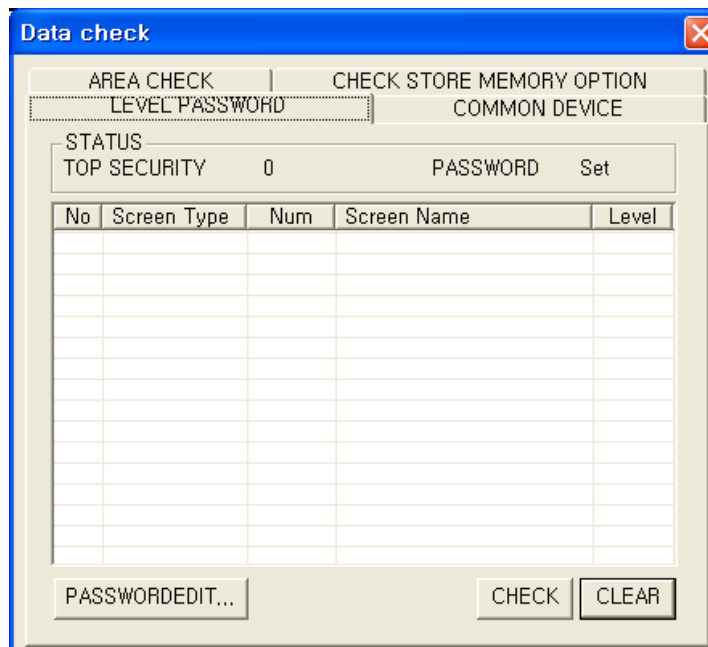 Data check
AREA CHECK CHECK STORE MEMORY OPTION
LEVEL PASSWORD COMMON DEVICE
STATUS
TOP SECURITY 0 PASSWORD Set
No Screen Type Num Screen Name Level
PASSWORDEDIT... CHECK CLEAR